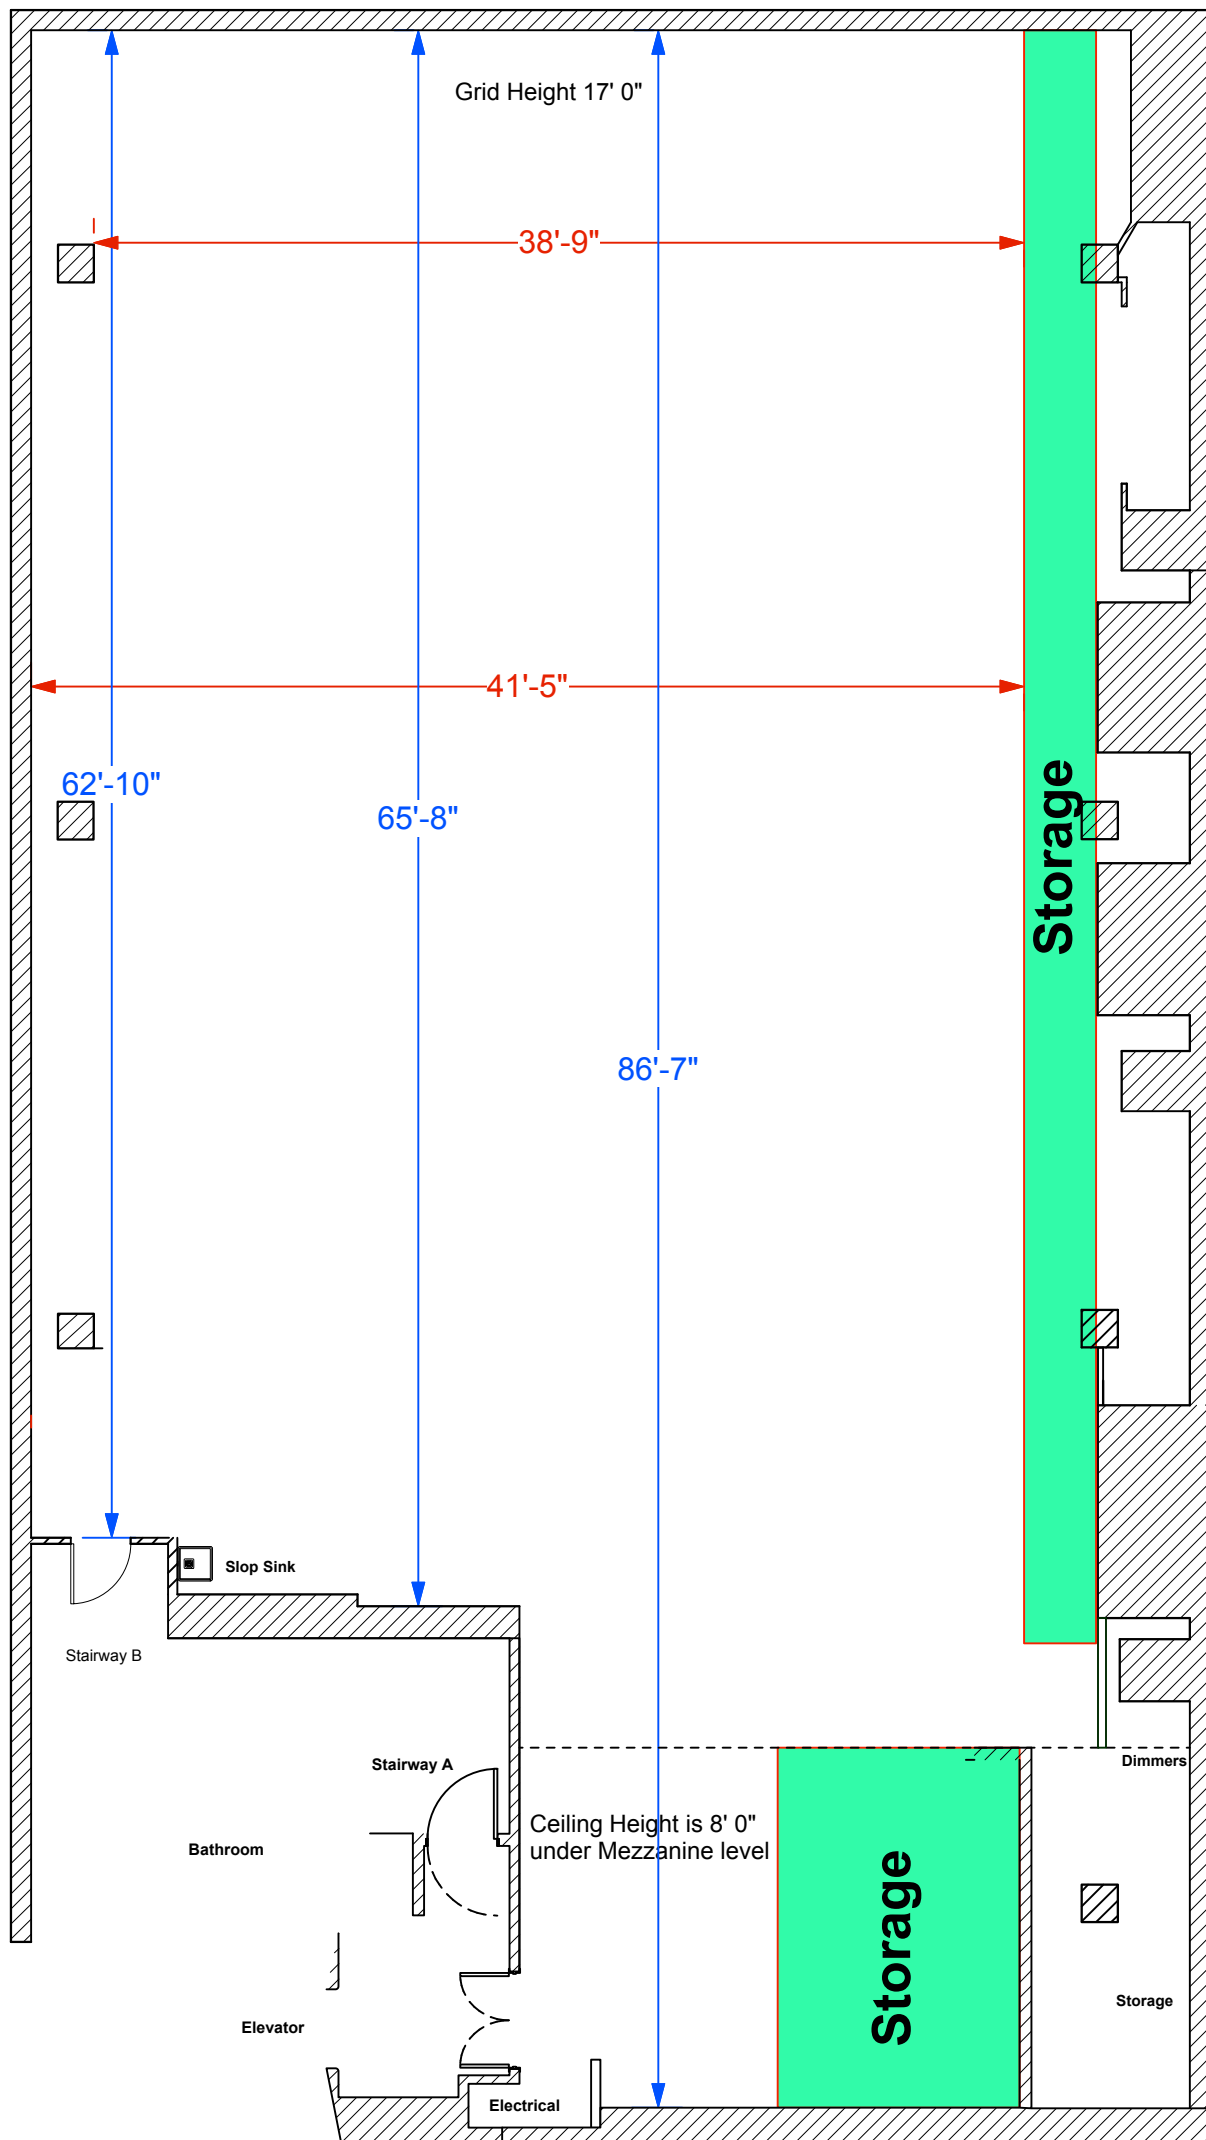 Grid Height 17' 0"
38'-9"
41'-5"
62'-10"
65'-8"
Storage
86'-7"
Slop Sink
Stairway B
Stairway A
Dimmers
Ceiling Height is 8' 0"
under Mezzanine level
Bathroom
Storage
Storage
Elevator
Electrical